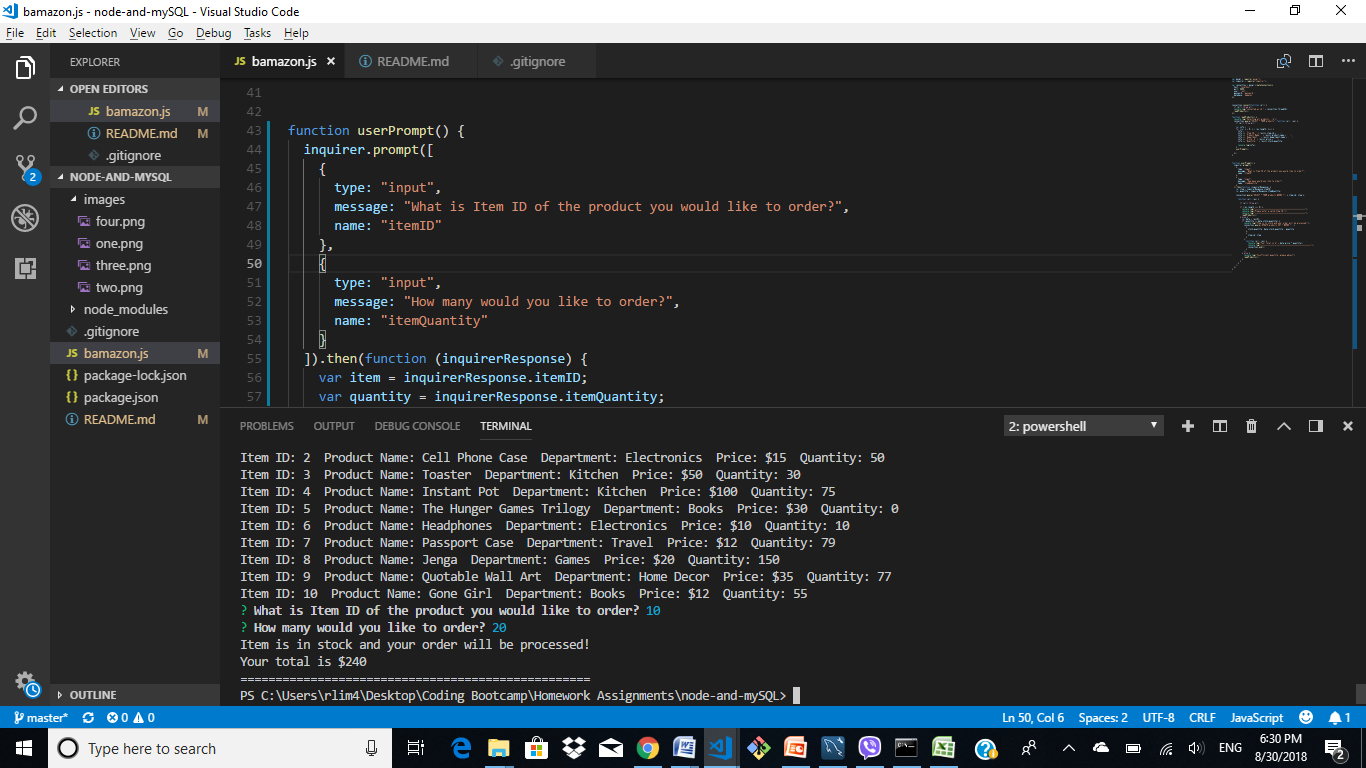 bamazon.js - node-and-mySQL - Visual Studio Code
File Edit Selection View Go Debug Tasks Help
EXPLORER
OPEN EDITORS
JS bamazon.js M
README.md M
.gitignore
NODE-AND-MYSQL
images
four.png
one.png
three.png
two.png
node_modules
.gitignore
JS bamazon.js M
{} package-lock.json
{} package.json
README.md M
OUTLINE
2
JS bamazon.js × README.md .gitignore
41
42
43 function userPrompt() {
44 inquirer.prompt([
45 {
46 type: "input",
47 message: "What is Item ID of the product you would like to order?",
48 name: "itemID"
49 },
50 {
51 type: "input",
52 message: "How many would you like to order?",
53 name: "itemQuantity"
54 }
55 ]).then(function (inquirerResponse) {
56 var item = inquirerResponse.itemID;
57 var quantity = inquirerResponse.itemQuantity;
PROBLEMS OUTPUT DEBUG CONSOLE TERMINAL 2: powershell
Item ID: 2 Product Name: Cell Phone Case Department: Electronics Price: $15 Quantity: 50
Item ID: 3 Product Name: Toaster Department: Kitchen Price: $50 Quantity: 30
Item ID: 4 Product Name: Instant Pot Department: Kitchen Price: $100 Quantity: 75
Item ID: 5 Product Name: The Hunger Games Trilogy Department: Books Price: $30 Quantity: 0
Item ID: 6 Product Name: Headphones Department: Electronics Price: $10 Quantity: 10
Item ID: 7 Product Name: Passport Case Department: Travel Price: $12 Quantity: 79
Item ID: 8 Product Name: Jenga Department: Games Price: $20 Quantity: 150
Item ID: 9 Product Name: Quotable Wall Art Department: Home Decor Price: $35 Quantity: 77
Item ID: 10 Product Name: Gone Girl Department: Books Price: $12 Quantity: 55
? What is Item ID of the product you would like to order? 10
? How many would you like to order? 20
Item is in stock and your order will be processed!
Your total is $240
==================================================
PS C:\Users\rlim4\Desktop\Coding Bootcamp\Homework Assignments\node-and-mySQL>
master* 0 0 Ln 50, Col 6 Spaces: 2 UTF-8 CRLF JavaScript 1
Type here to search ENG 6:30 PM
8/30/2018 2